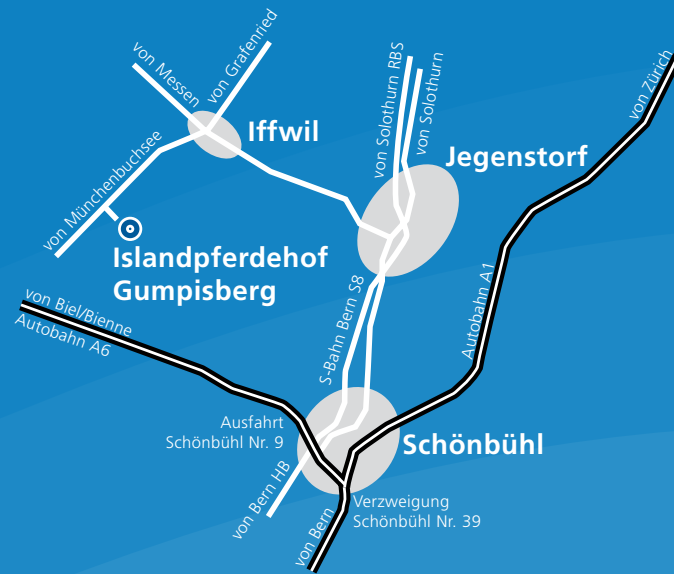 von Messen
von Grafenried
von Solothurn RBS
von Solothurn
von Zürich
Iffwil
Jegenstorf
von Münchenbuchsee
Islandpferdehof
Gumpisberg
von Biel/Bienne
Autobahn A6
S-Bahn Bern S8
Autobahn A1
Ausfahrt
Schönbühl Nr. 9
Schönbühl
von Bern HB
von Bern
Verzweigung
Schönbühl Nr. 39